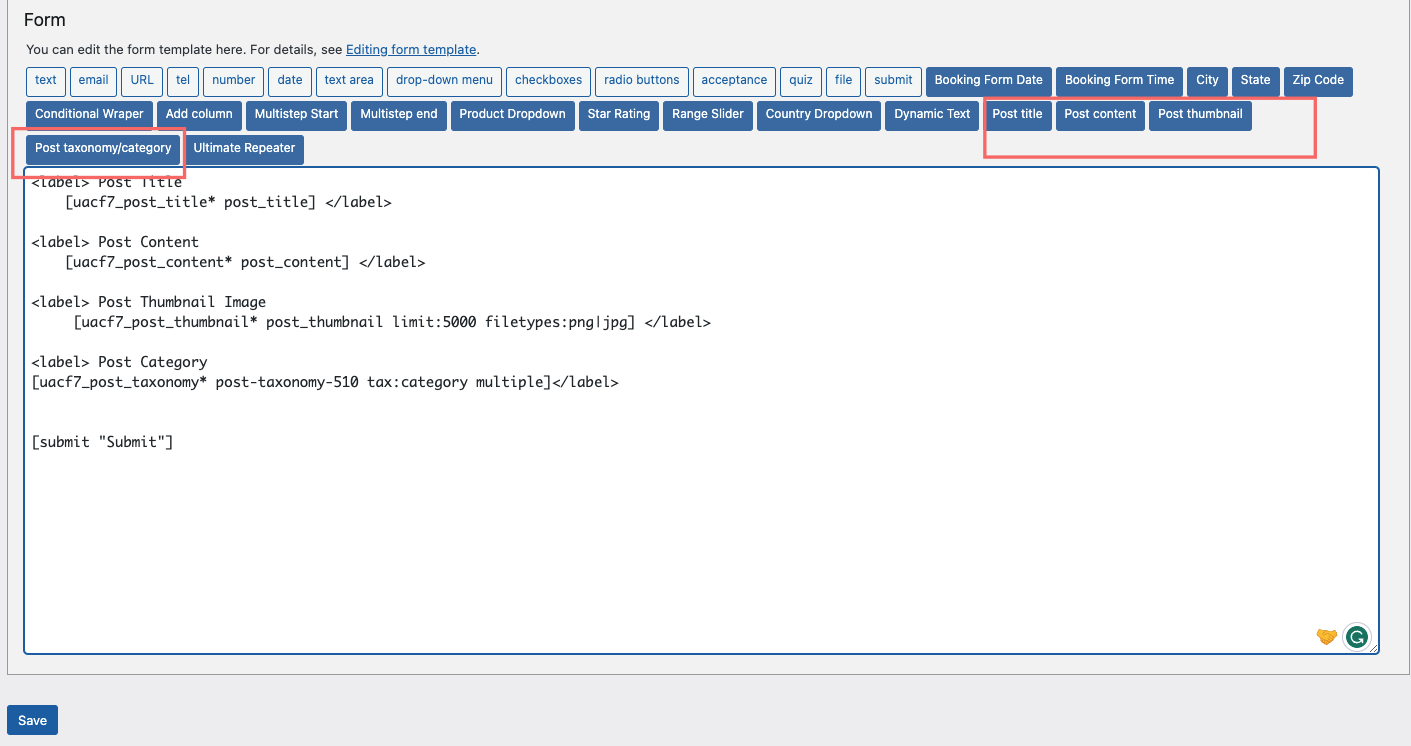 Form
You can edit the form template here. For details, see Editing form template.
text email URL tel number date text area drop-down menu checkboxes radio buttons acceptance quiz file submit Booking Form Date Booking Form Time City State Zip Code
Conditional Wraper Add column Multistep Start Multistep end Product Dropdown Star Rating Range Slider Country Dropdown Dynamic Text Post title Post content Post thumbnail
Post taxonomy/category Ultimate Repeater
<label> Post Title
[uacf7_post_title* post_title] </label>
<label> Post Content
[uacf7_post_content* post_content] </label>
<label> Post Thumbnail Image
[uacf7_post_thumbnail* post_thumbnail limit:5000 filetypes:png|jpg] </label>
<label> Post Category
[uacf7_post_taxonomy* post-taxonomy-510 tax:category multiple]</label>
[submit "Submit"]
Save